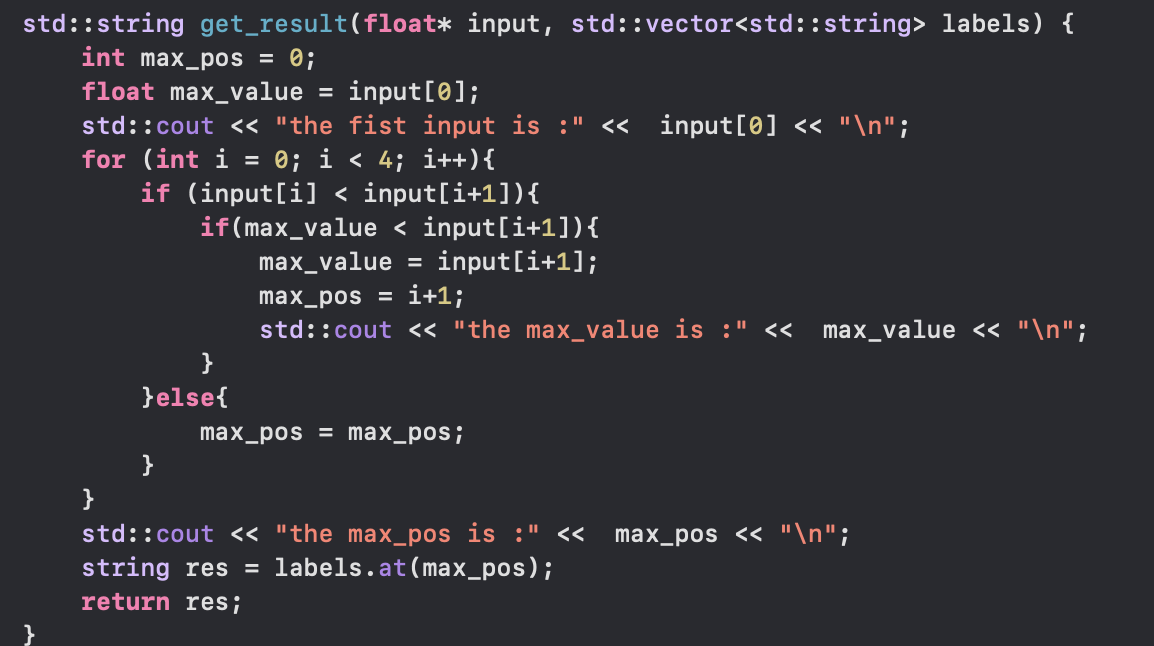 std::string get_result(float* input, std::vector<std::string> labels) {
    int max_pos = 0;
    float max_value = input[0];
    std::cout << "the fist input is :" <<  input[0] << "\n";
    for (int i = 0; i < 4; i++){
        if (input[i] < input[i+1]){
            if(max_value < input[i+1]){
                max_value = input[i+1];
                max_pos = i+1;
                std::cout << "the max_value is :" <<  max_value << "\n";
            }
        }else{
            max_pos = max_pos;
        }
    }
    std::cout << "the max_pos is :" <<  max_pos << "\n";
    string res = labels.at(max_pos);
    return res;
}